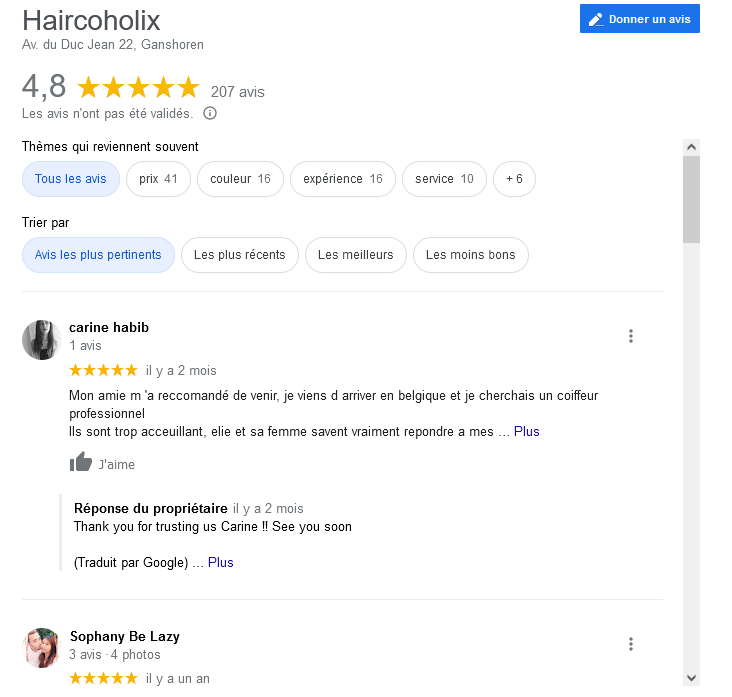 Haircoholix
Donner un avis
Av. du Duc Jean 22, Ganshoren
4,8 207 avis
Les avis n'ont pas été validés.
Thèmes qui reviennent souvent
Tous les avis prix 41 couleur 16 expérience 16 service 10 + 6
Trier par
Avis les plus pertinents Les plus récents Les meilleurs Les moins bons
carine habib
1 avis
il y a 2 mois
Mon amie m 'a reccomandé de venir, je viens d arriver en belgique et je cherchais un coiffeur
professionnel
Ils sont trop acceuillant, elie et sa femme savent vraiment repondre a mes ... Plus
J'aime
Réponse du propriétaire il y a 2 mois
Thank you for trusting us Carine !! See you soon
(Traduit par Google) ... Plus
Sophany Be Lazy
3 avis · 4 photos
il y a un an